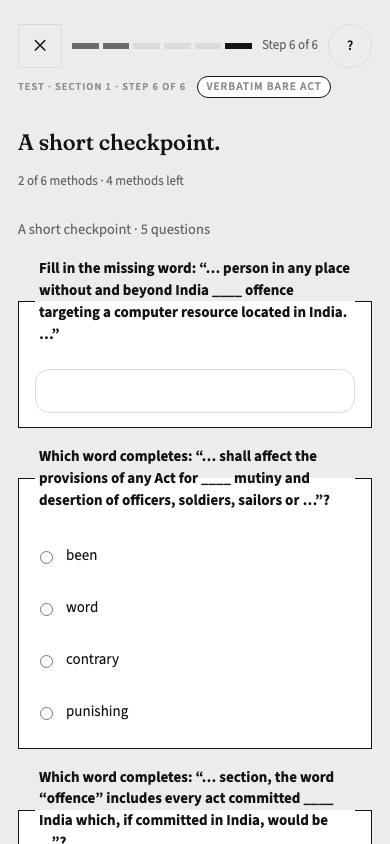 Step 6 of 6
?
TEST · SECTION 1 · STEP 6 OF 6
VERBATIM BARE ACT
A short checkpoint.
2 of 6 methods · 4 methods left
A short checkpoint · 5 questions
Fill in the missing word: “… person in any place
without and beyond India ____ offence
targeting a computer resource located in India.
…”
Which word completes: “… shall affect the
provisions of any Act for ____ mutiny and
desertion of officers, soldiers, sailors or …”?
been
word
contrary
punishing
Which word completes: “… section, the word
“offence” includes every act committed ____
India which, if committed in India, would be
…”?